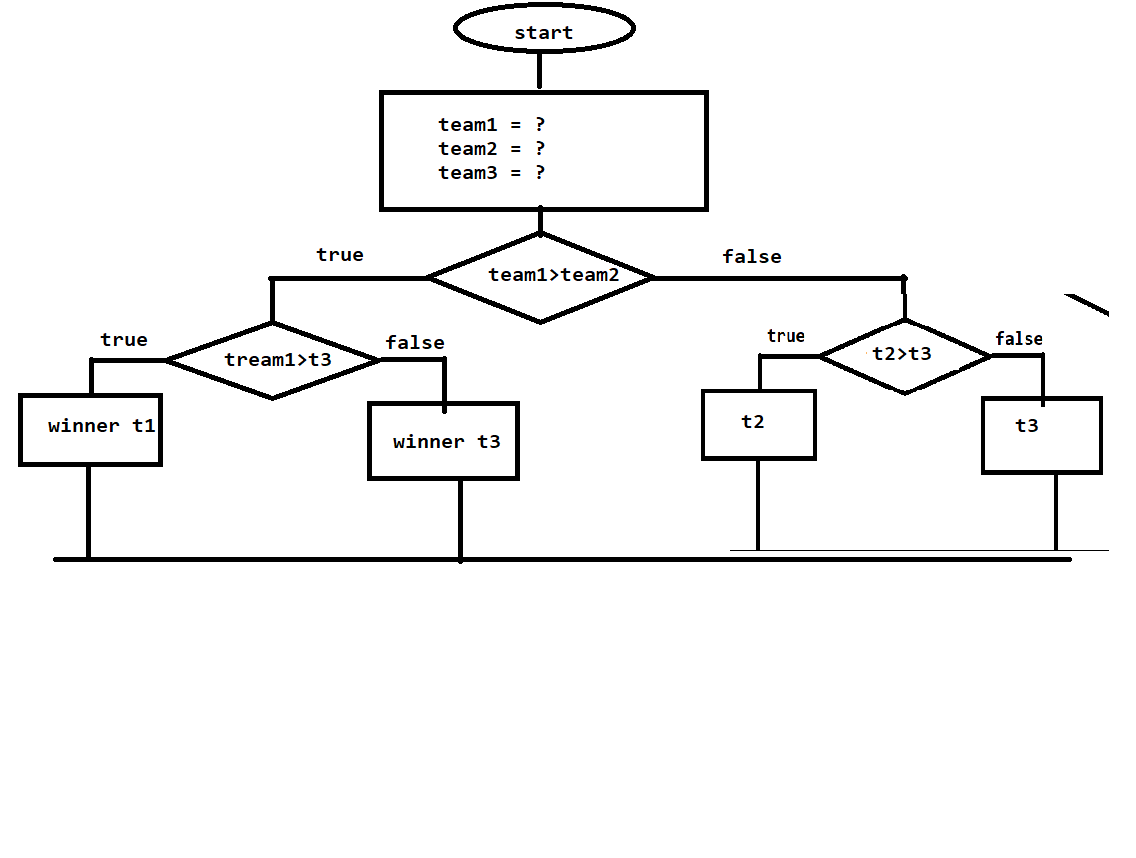 start
team1 = ?
team2 = ?
team3 = ?
true
team1>team2
false
true
tream1>t3
false
true
t2>t3
false
winner t1
winner t3
t2
t3